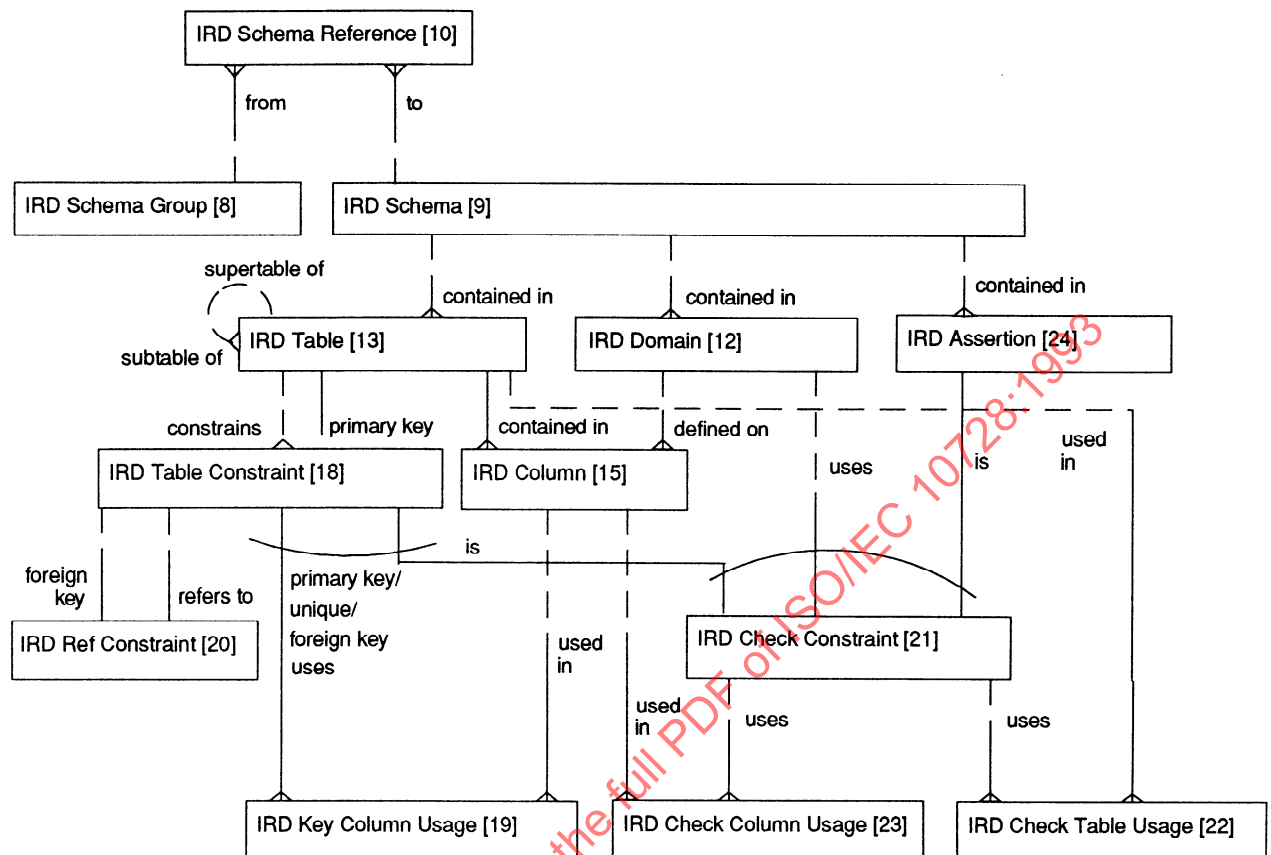 IRD Schema Reference [10]
from
to
IRD Schema Group [8]
IRD Schema [9]
supertable of
contained in
contained in
contained in
subtable of
IRD Table [13]
IRD Domain [12]
IRD Assertion [24]
constrains
primary key
contained in
defined on
used
in
IRD Table Constraint [18]
IRD Column [15]
uses
is
is
foreign
key
refers to
primary key/
unique/
foreign key
uses
IRD Ref Constraint [20]
used
in
IRD Check Constraint [21]
used
in
uses
uses
IRD Key Column Usage [19]
IRD Check Column Usage [23]
IRD Check Table Usage [22]
the full PDF of ISO/IEC 10728:1993